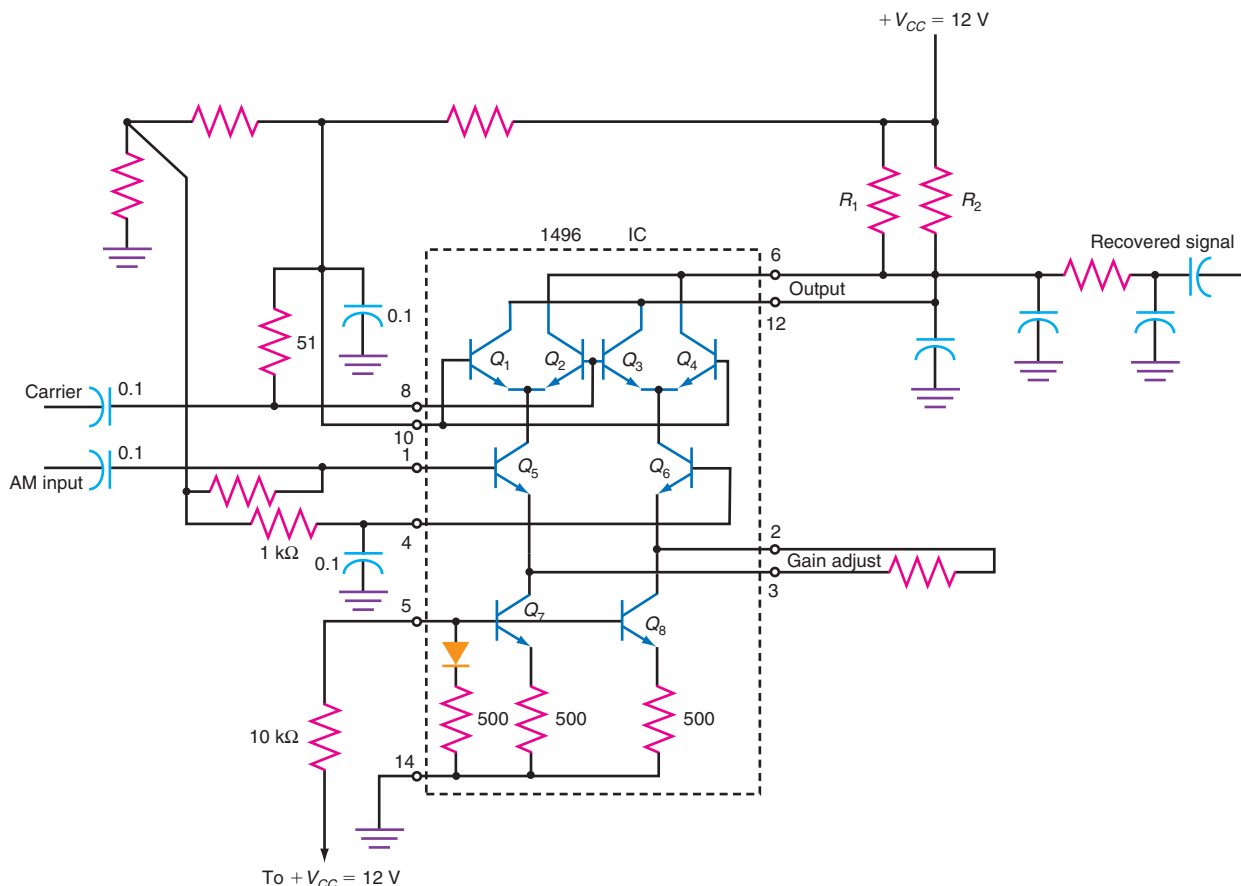 +V_CC = 12 V
R_1
R_2
1496 IC
6
Recovered signal
Output
12
0.1
51
Q_1
Q_2
Q_3
Q_4
Carrier
0.1
8
10
0.1
1
AM input
Q_5
Q_6
4
1 kΩ
0.1
2
Gain adjust
3
5
Q_7
Q_8
10 kΩ
500
500
500
14
To +V_CC = 12 V